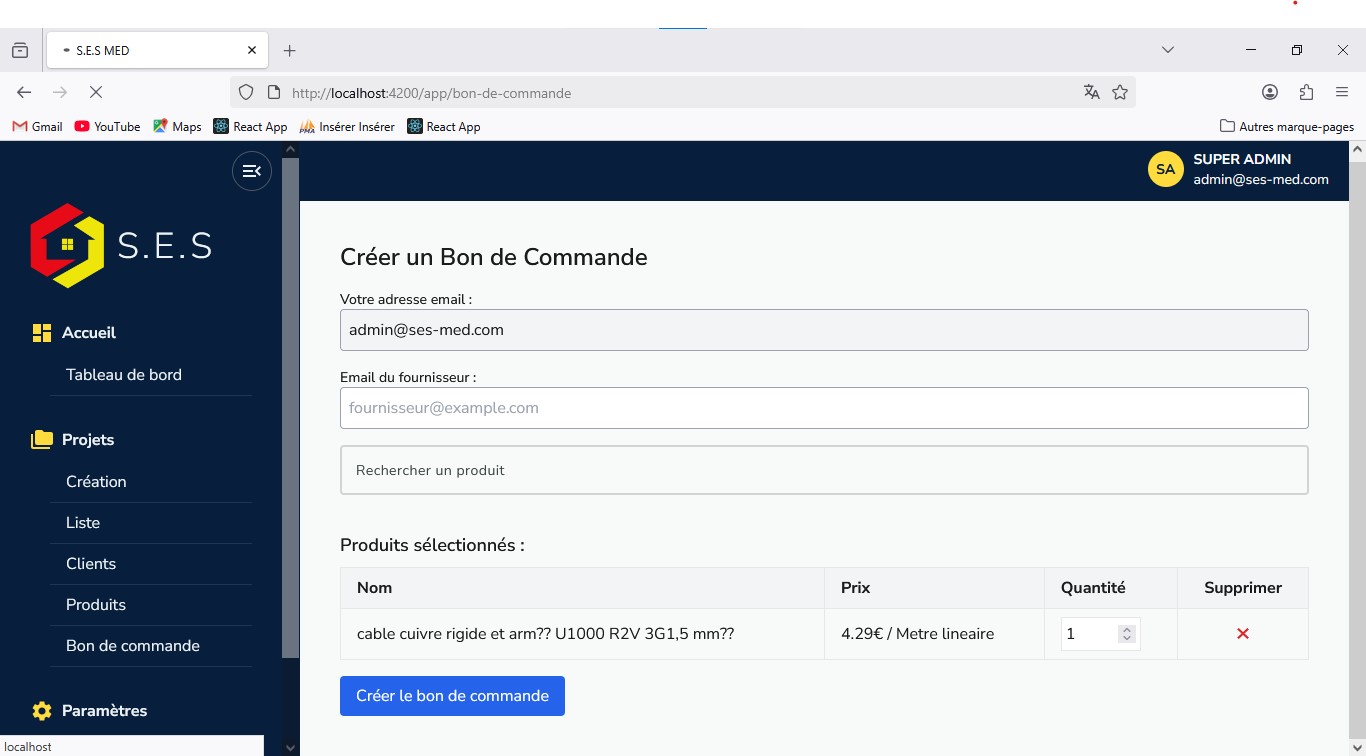 S.E.S MED
http://localhost:4200/app/bon-de-commande
Gmail
YouTube
Maps
React App
PMA
Insérer Insérer
React App
Autres marque-pages
SA
SUPER ADMIN
admin@ses-med.com
S.E.S
Accueil
Tableau de bord
Projets
Création
Liste
Clients
Produits
Bon de commande
Paramètres
localhost
Créer un Bon de Commande
Votre adresse email :
admin@ses-med.com
Email du fournisseur :
fournisseur@example.com
Rechercher un produit
Produits sélectionnés :
Nom Prix Quantité Supprimer
cable cuivre rigide et arm?? U1000 R2V 3G1,5 mm?? 4.29€ / Metre lineaire 1
Créer le bon de commande